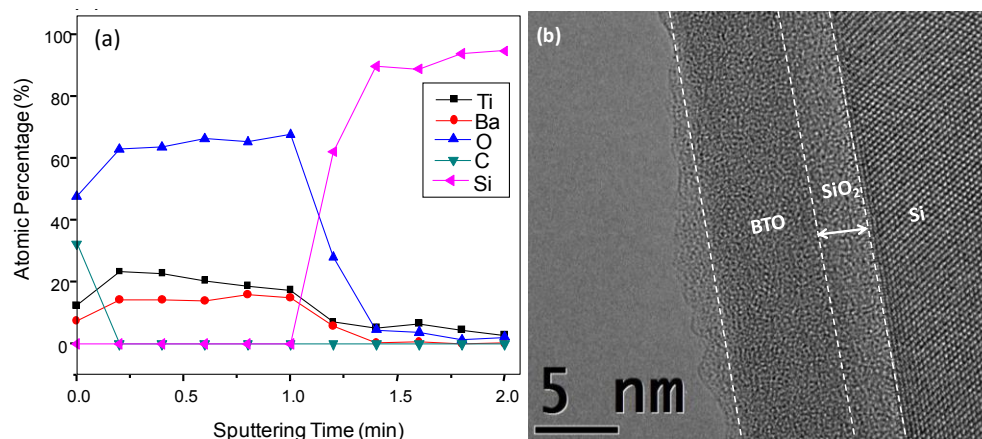 (a)
100
80
60
40
20
0
Atomic Percentage (%)
Ti
Ba
O
C
Si
0.0 0.5 1.0 1.5 2.0
Sputtering Time (min)
(b)
BTO
SiO₂
Si
5 nm